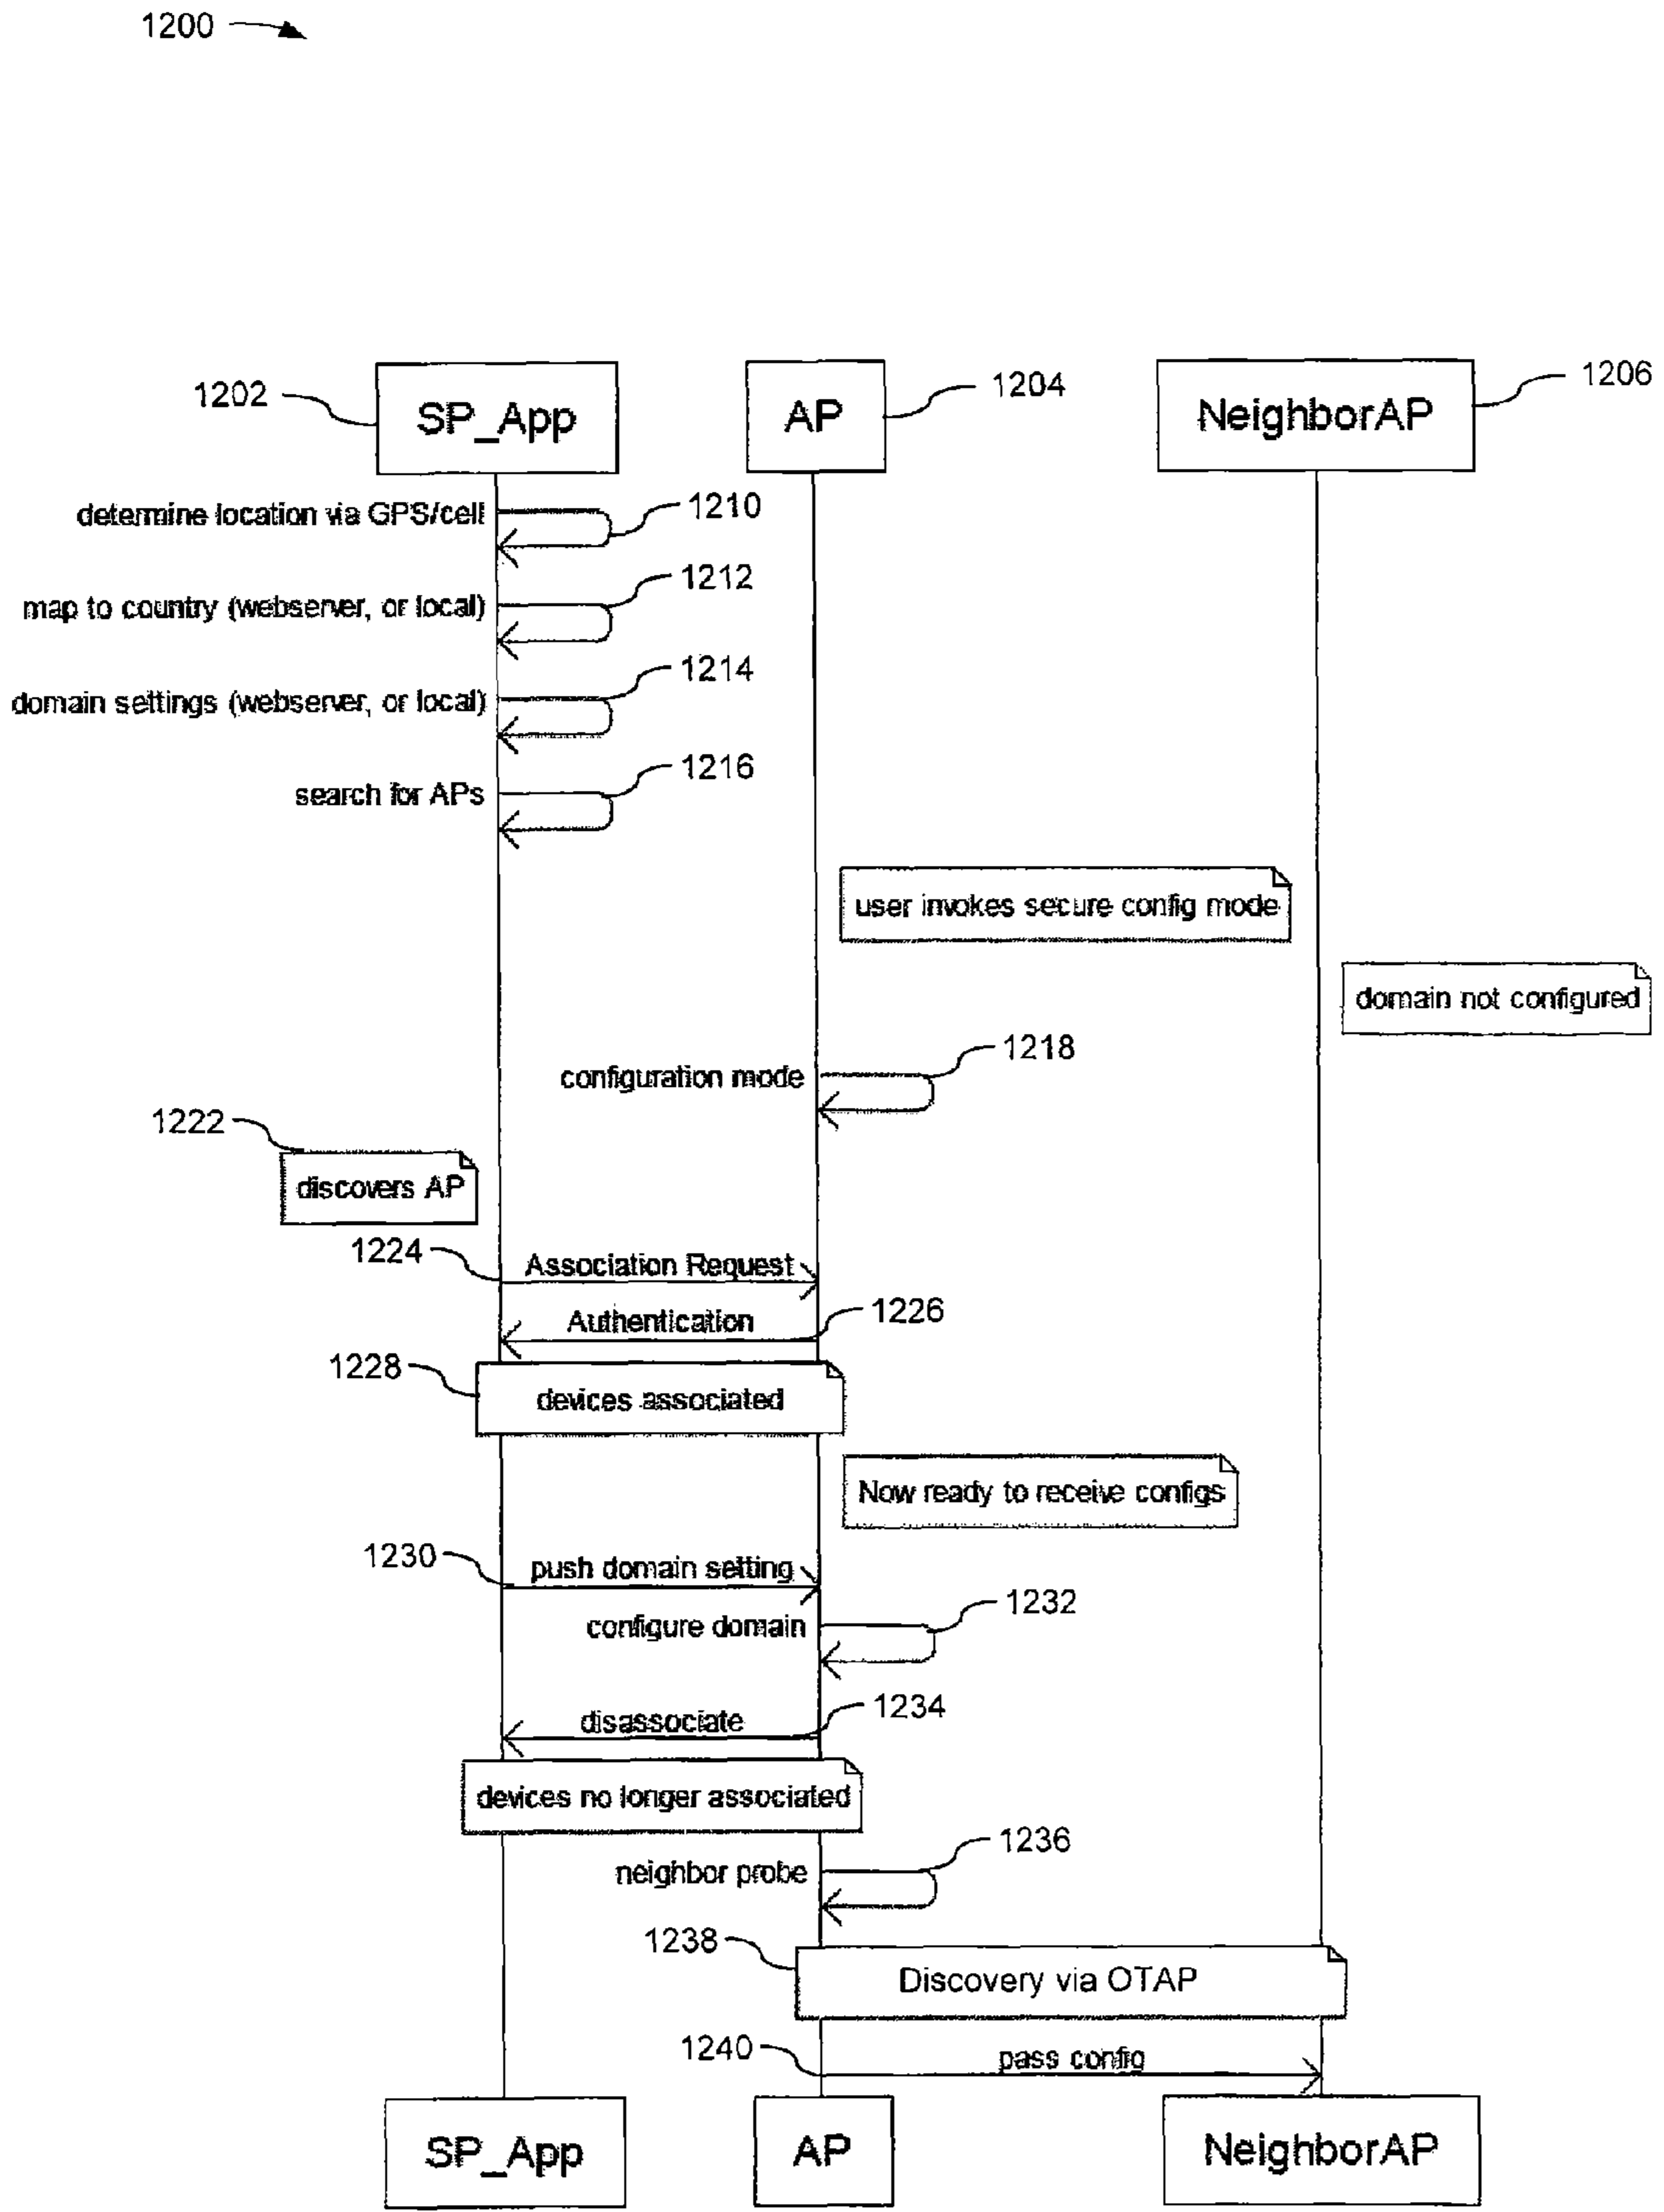 1200
1202
SP_App
AP
1204
NeighborAP
1206
determine location via GPS/cell
1210
map to country (webserver, or local)
1212
domain settings (webserver, or local)
1214
search for APs
1216
user invokes secure config mode
domain not configured
configuration mode
1218
1222
discovers AP
1224
Association Request
Authentication
1226
1228
devices associated
Now ready to receive configs
1230
push domain setting
configure domain
1232
disassociate
1234
devices no longer associated
neighbor probe
1236
1238
Discovery via OTAP
1240
pass config
SP_App
AP
NeighborAP